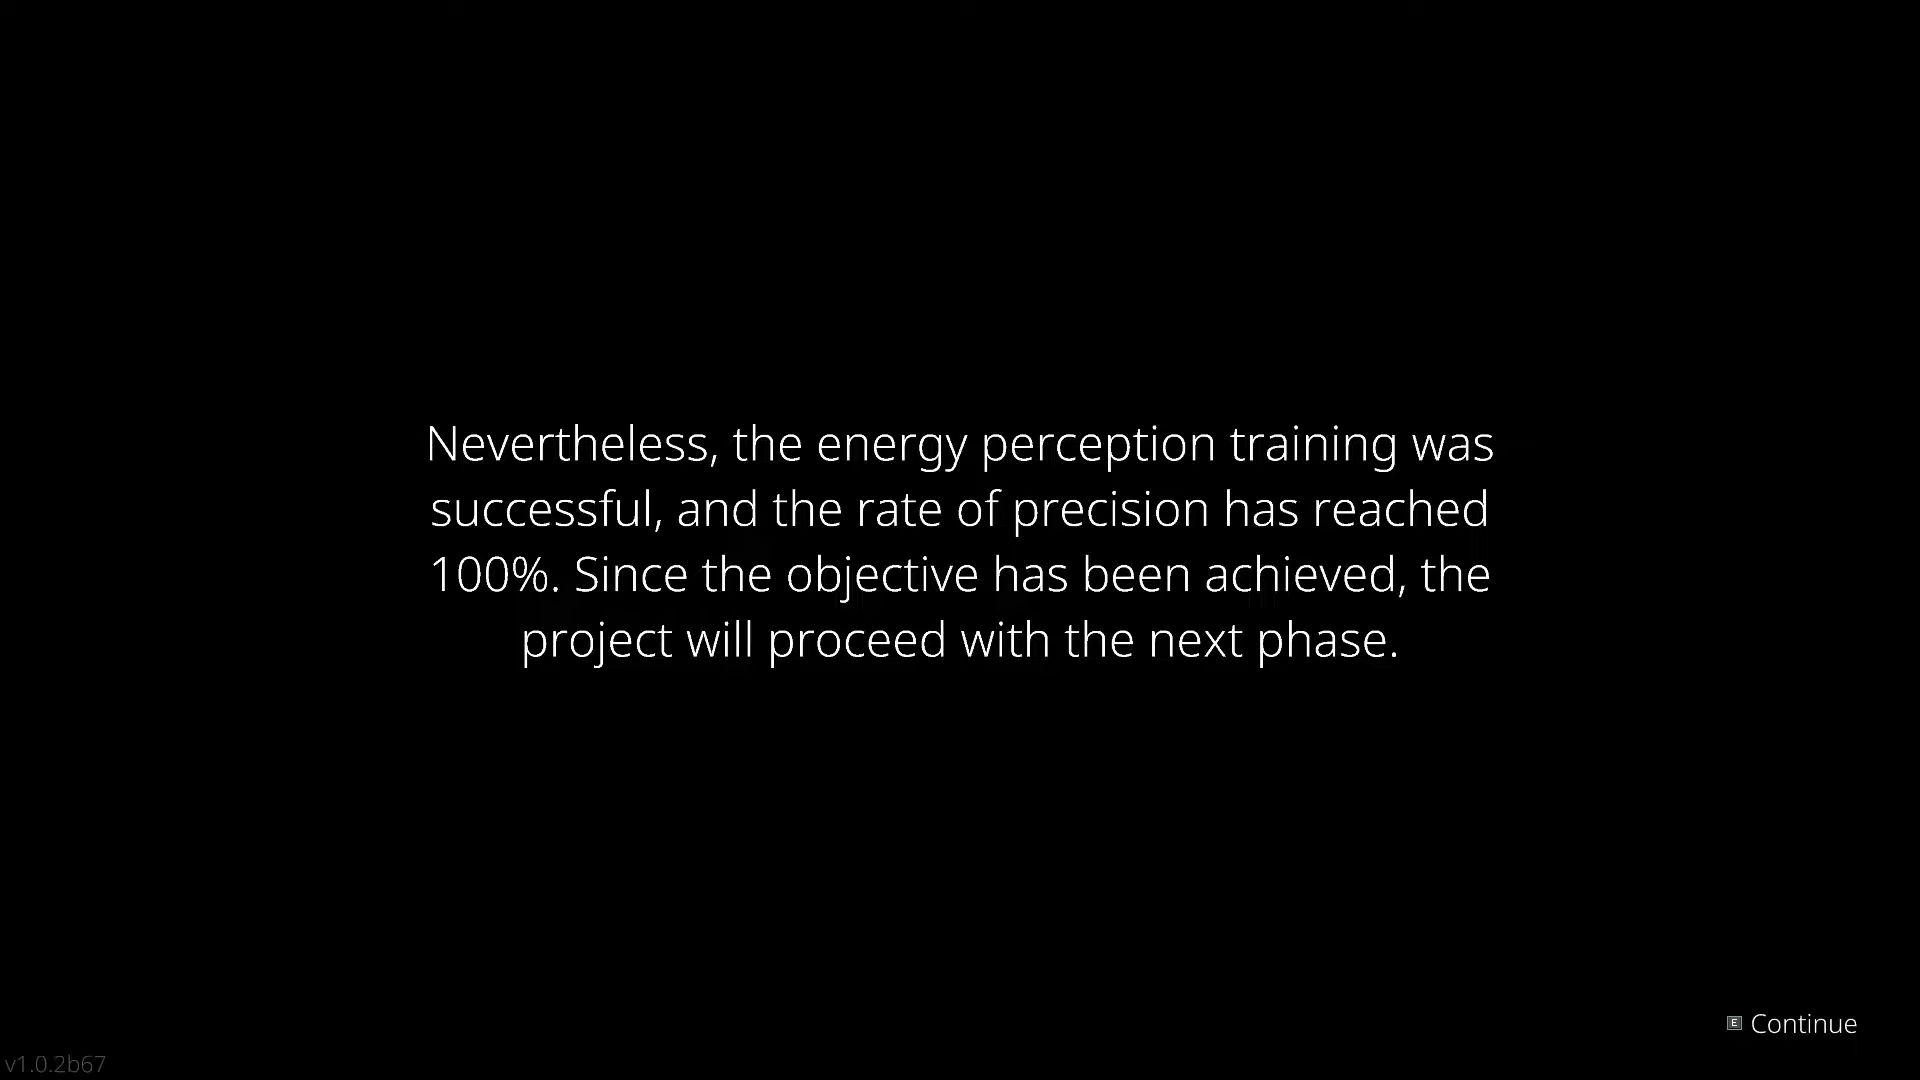 Nevertheless, the energy perception training was
successful, and the rate of precision has reached
100%. Since the objective has been achieved, the
project will proceed with the next phase.
E Continue
v1.0.2b67